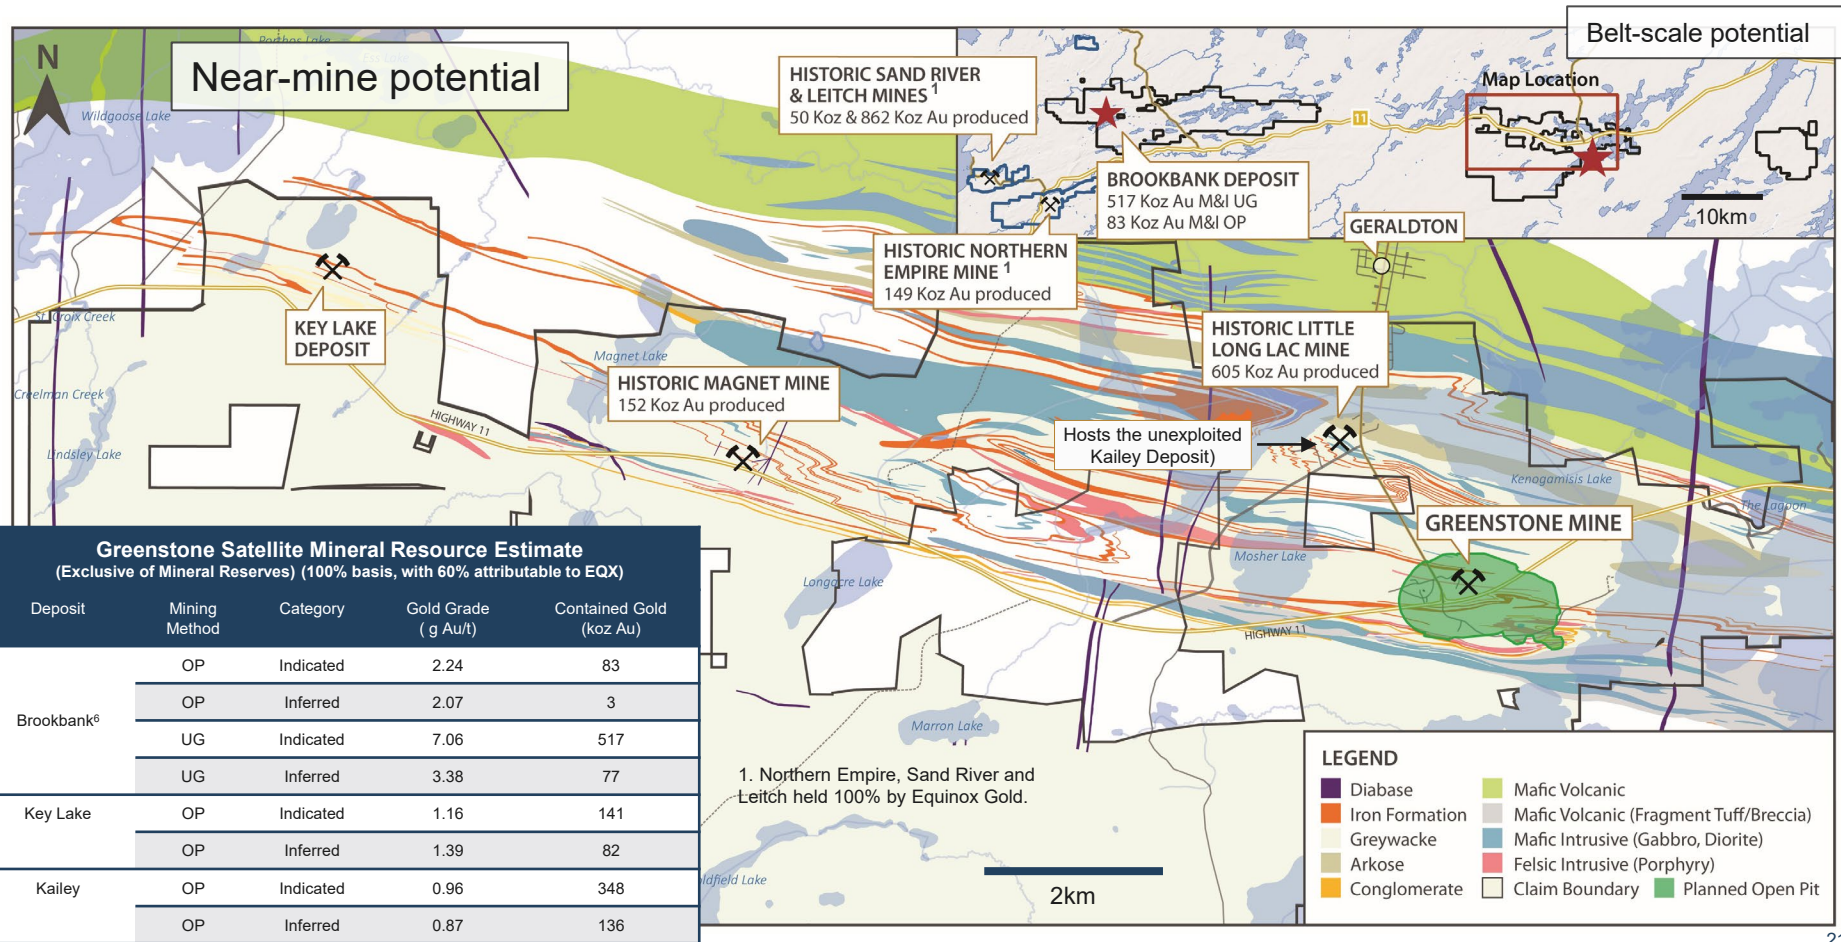 Belt-scale potential
Near-mine potential
N
Wildgoose Lake
HISTORIC SAND RIVER
& LEITCH MINES 1
50 Koz & 862 Koz Au produced
11
Map Location
BROOKBANK DEPOSIT
517 Koz Au M&I UG
83 Koz Au M&I OP
10km
GERALDTON
HISTORIC NORTHERN
EMPIRE MINE 1
149 Koz Au produced
St. Croix Creek
KEY LAKE
DEPOSIT
HISTORIC LITTLE
LONG LAC MINE
605 Koz Au produced
Magnet Lake
HISTORIC MAGNET MINE
152 Koz Au produced
Creelman Creek
HIGHWAY 11
Lindsley Lake
Hosts the unexploited
Kailey Deposit)
Kenogamisis Lake
The Lagoon
GREENSTONE MINE
Mosher Lake
Longacre Lake
HIGHWAY 11
Marron Lake
Greenstone Satellite Mineral Resource Estimate
(Exclusive of Mineral Reserves) (100% basis, with 60% attributable to EQX)
Deposit Mining Method Category Gold Grade ( g Au/t) Contained Gold (koz Au)
OP Indicated 2.24 83
OP Inferred 2.07 3
Brookbank6
UG Indicated 7.06 517
UG Inferred 3.38 77
Key Lake OP Indicated 1.16 141
OP Inferred 1.39 82
Kailey OP Indicated 0.96 348
OP Inferred 0.87 136
1. Northern Empire, Sand River and
Leitch held 100% by Equinox Gold.
Lake
2km
LEGEND
Diabase
Iron Formation
Greywacke
Arkose
Conglomerate
Mafic Volcanic
Mafic Volcanic (Fragment Tuff/Breccia)
Mafic Intrusive (Gabbro, Diorite)
Felsic Intrusive (Porphyry)
Claim Boundary
Planned Open Pit